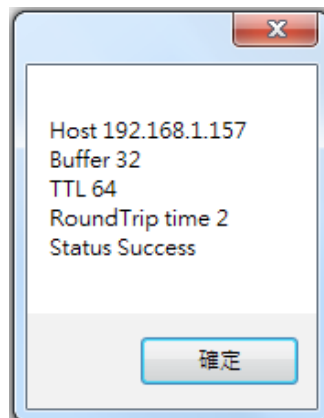 Host 192.168.1.157
Buffer 32
TTL 64
RoundTrip time 2
Status Success
確定